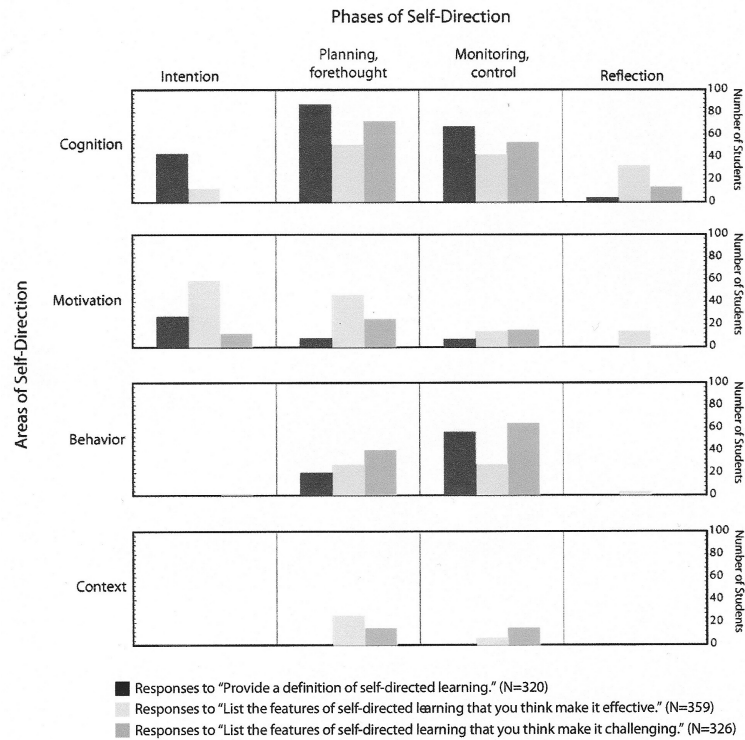 Phases of Self-Direction
Intention
Planning,
forethought
Monitoring,
control
Reflection
Areas of Self-Direction
Cognition
100
80
60
40
20
0
Number of Students
Motivation
100
80
60
40
20
0
Number of Students
Behavior
100
80
60
40
20
0
Number of Students
Context
100
80
60
40
20
0
Number of Students
Responses to "Provide a definition of self-directed learning." (N=320)
Responses to "List the features of self-directed learning that you think make it effective." (N=359)
Responses to "List the features of self-directed learning that you think make it challenging." (N=326)